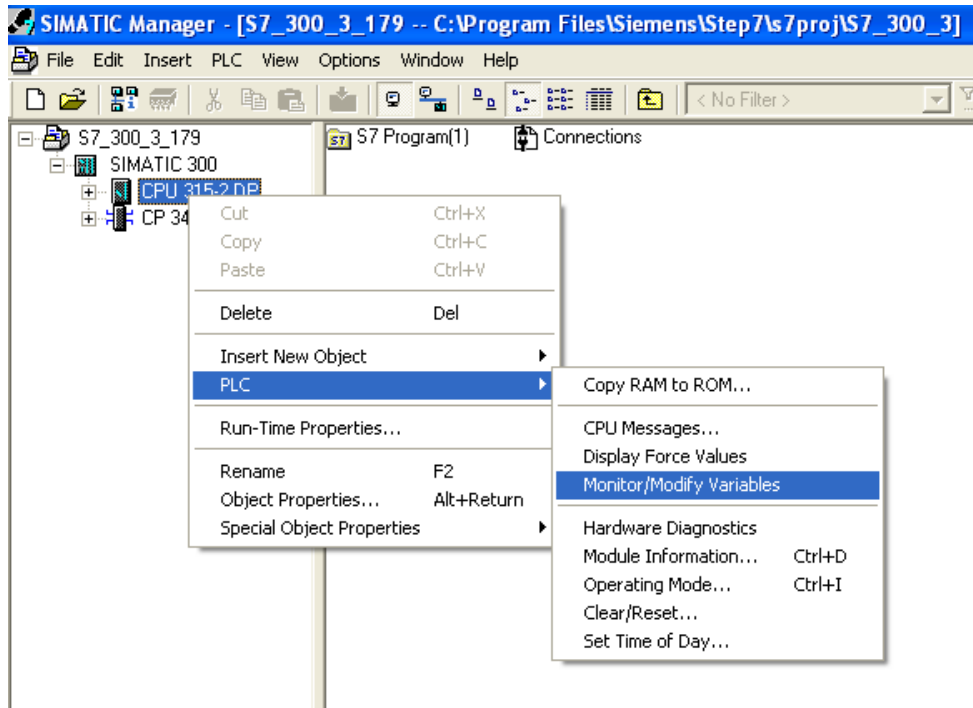 SIMATIC Manager - [S7_300_3_179 -- C:\Program Files\Siemens\Step7\s7proj\S7_300_3]
File Edit Insert PLC View Options Window Help
< No Filter >
S7_300_3_179
SIMATIC 300
CPU 315-2 DP
CP 34
S7 Program(1) Connections
Cut Ctrl+X
Copy Ctrl+C
Paste Ctrl+V
Delete Del
Insert New Object
PLC
Run-Time Properties...
Rename F2
Object Properties... Alt+Return
Special Object Properties
Copy RAM to ROM...
CPU Messages...
Display Force Values
Monitor/Modify Variables
Hardware Diagnostics
Module Information... Ctrl+D
Operating Mode... Ctrl+I
Clear/Reset...
Set Time of Day...